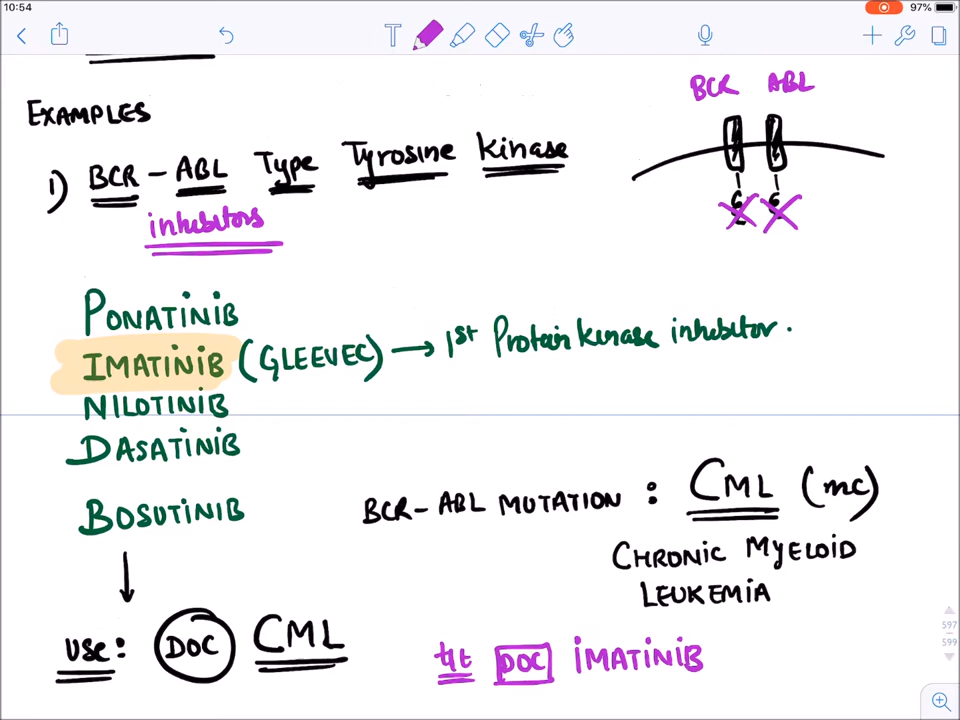 10:54
97%
T
BCR ABL
EXAMPLES
1) BCR - ABL Type Tyrosine Kinase
inhibitors
PONATINIB
IMATINIB (GLEEVEC) → 1st Protein kinase inhibitor.
NILOTINIB
DASATINIB
BOSUTINIB
BCR-ABL MUTATION : CML (mc)
CHRONIC MYELOID
LEUKEMIA
use: DOC CML
DOC IMATINIB
597
599